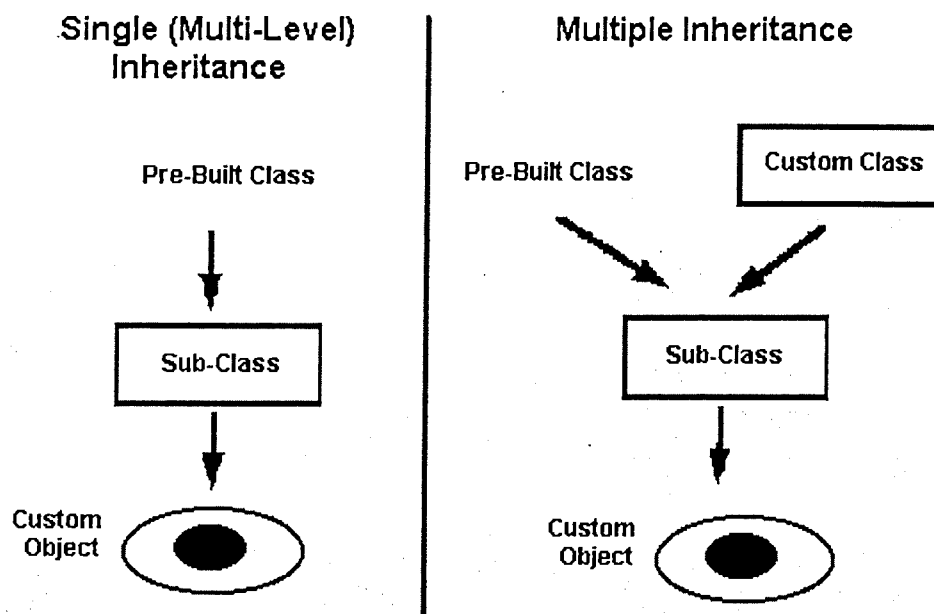 Single (Multi-Level)
Inheritance
Pre-Built Class
Sub-Class
Custom
Object
Multiple Inheritance
Pre-Built Class
Custom Class
Sub-Class
Custom
Object